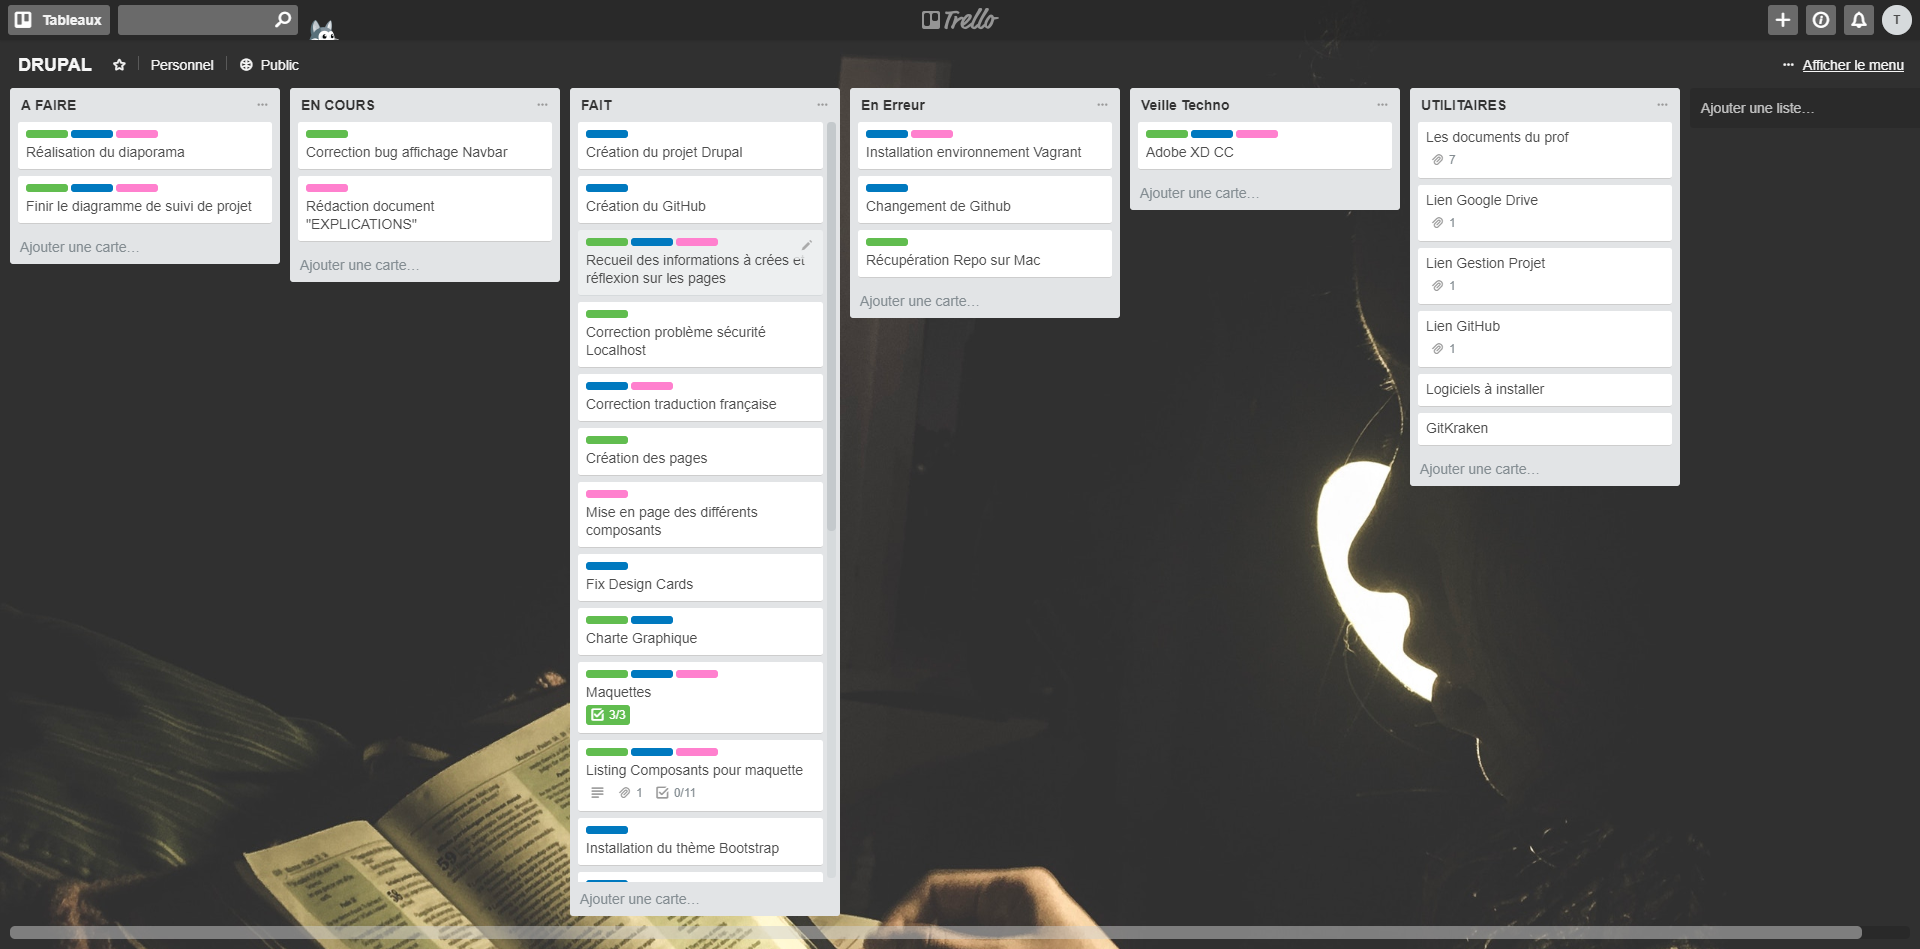 Tableaux
Trello
T
DRUPAL
Personnel
Public
Afficher le menu
A FAIRE
Réalisation du diaporama
Finir le diagramme de suivi de projet
Ajouter une carte…
EN COURS
Correction bug affichage Navbar
Rédaction document
"EXPLICATIONS"
Ajouter une carte…
FAIT
Création du projet Drupal
Création du GitHub
Recueil des informations à crées et
réflexion sur les pages
Correction problème sécurité
Localhost
Correction traduction française
Création des pages
Mise en page des différents
composants
Fix Design Cards
Charte Graphique
Maquettes
3/3
Listing Composants pour maquette
1 0/11
Installation du thème Bootstrap
Ajouter une carte…
En Erreur
Installation environnement Vagrant
Changement de Github
Récupération Repo sur Mac
Ajouter une carte…
Veille Techno
Adobe XD CC
Ajouter une carte…
UTILITAIRES
Les documents du prof
7
Lien Google Drive
1
Lien Gestion Projet
1
Lien GitHub
1
Logiciels à installer
GitKraken
Ajouter une carte…
Ajouter une liste…
59